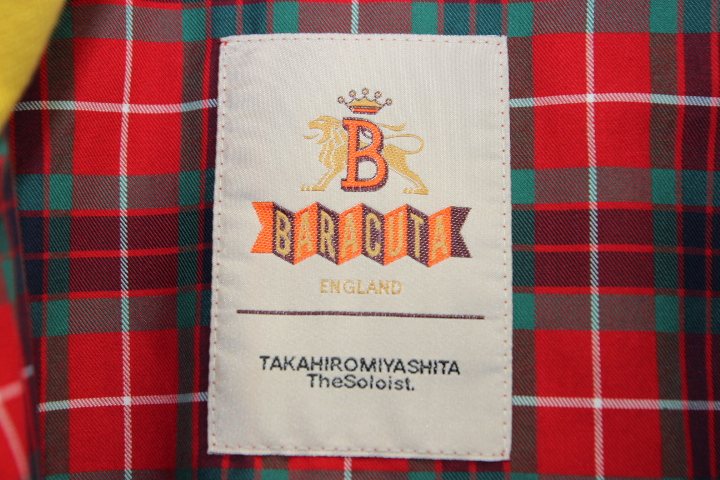 B
BARACUTA
ENGLAND
TAKAHIROMIYASHITA
TheSoloist.